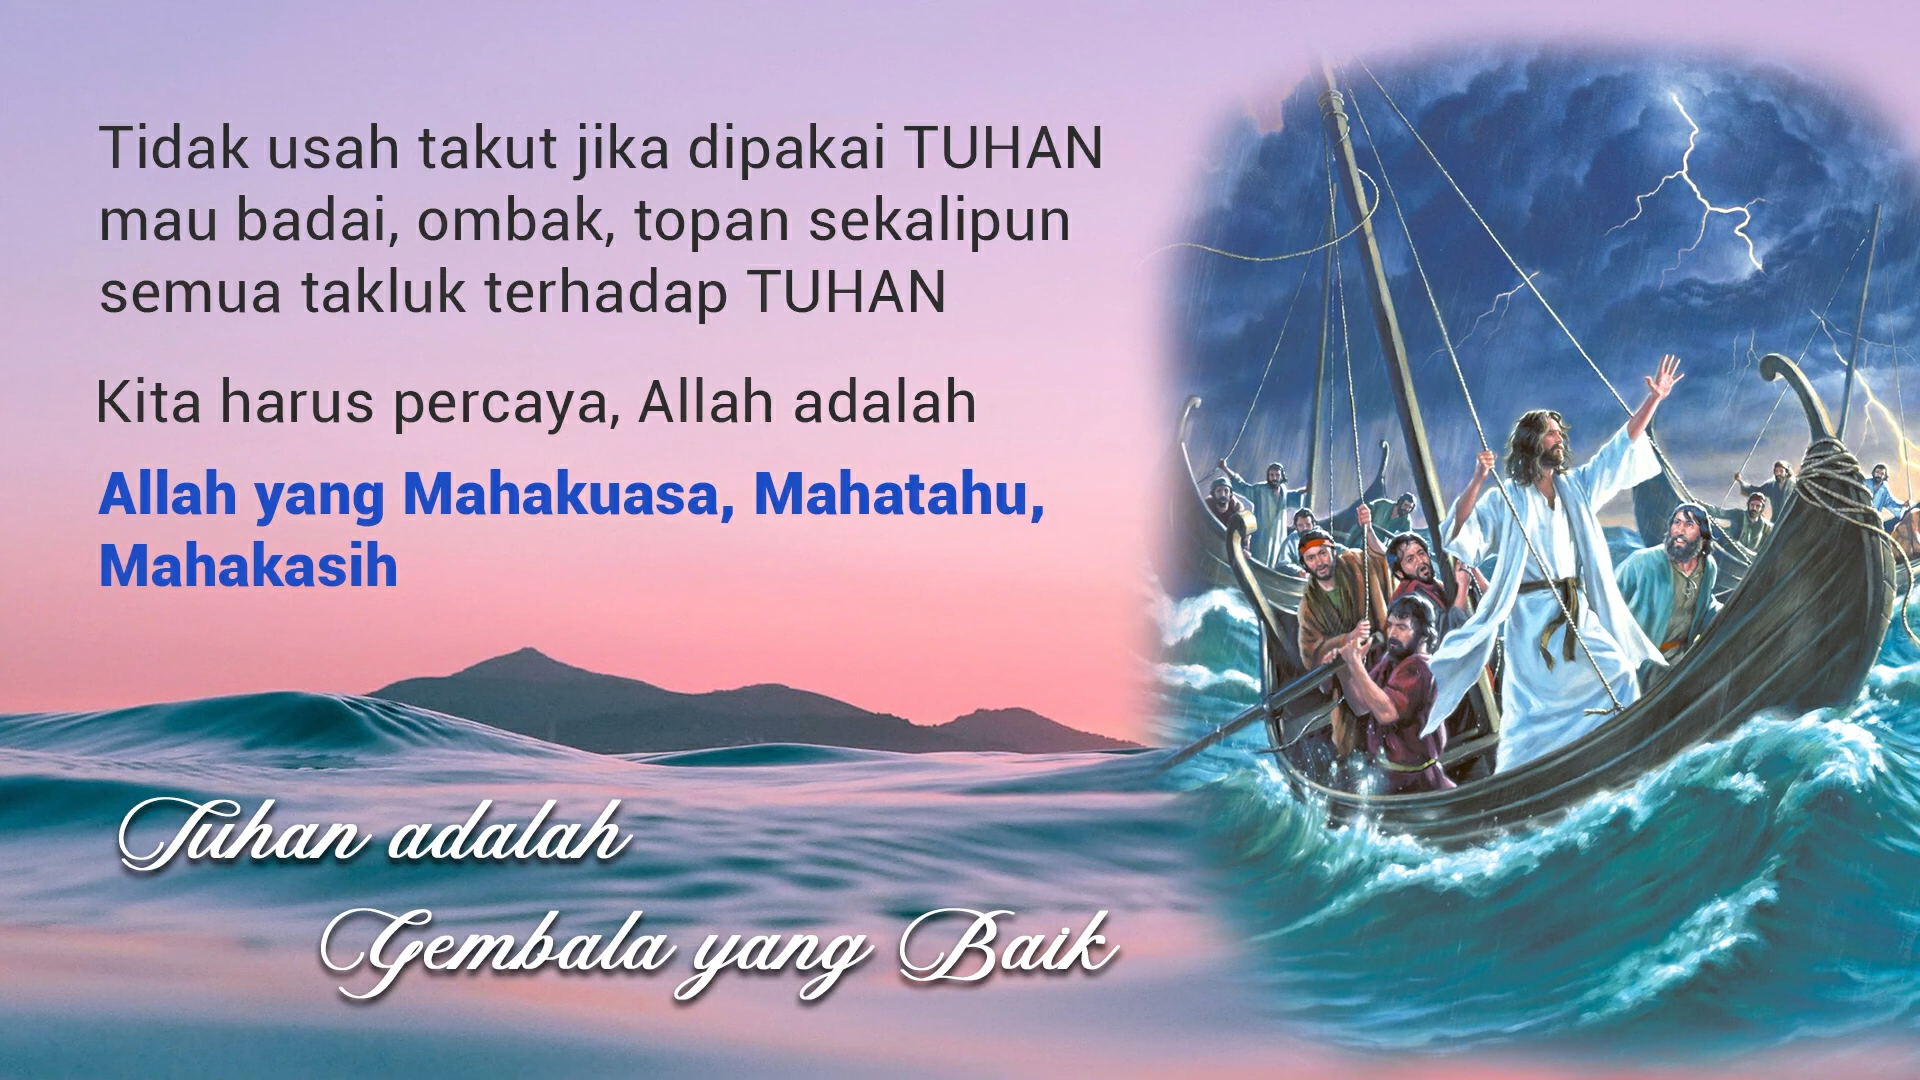 Tidak usah takut jika dipakai TUHAN
mau badai, ombak, topan sekalipun
semua takluk terhadap TUHAN
Kita harus percaya, Allah adalah
Allah yang Mahakuasa, Mahatahu,
Mahakasih
Tuhan adalah
Gembala yang Baik